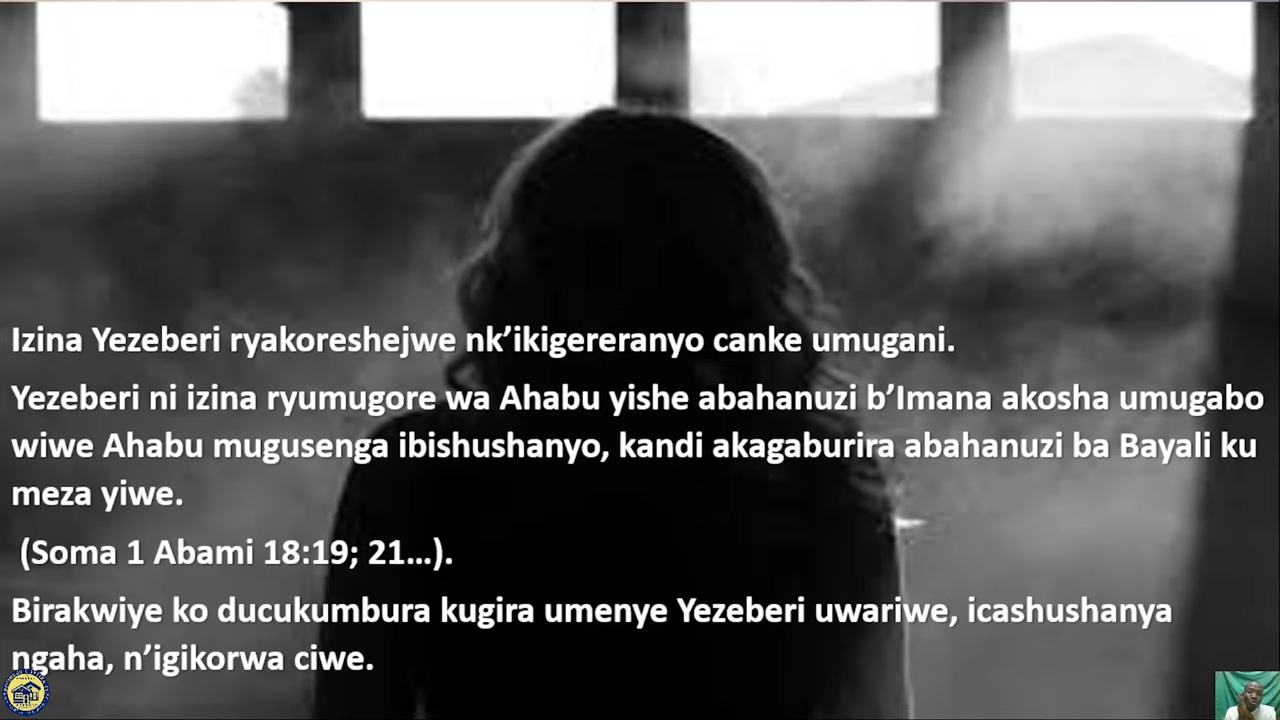 Izina Yezeberi ryakoreshejwe nk’ikigereranyo canke umugani.
Yezeberi ni izina ryumugore wa Ahabu yishe abahanuzi b’Imana akosha umugabo
wiwe Ahabu mugusenga ibishushanyo, kandi akagaburira abahanuzi ba Bayali ku
meza yiwe.
(Soma 1 Abami 18:19; 21…).
Birakwiye ko ducukumbura kugira umenye Yezeberi uwariwe, icashushanya
ngaha, n’igikorwa ciwe.